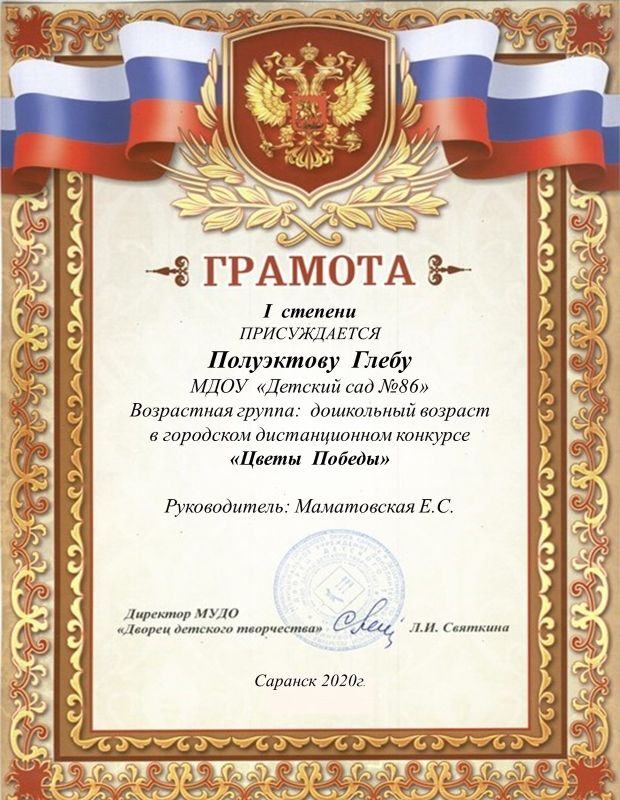 ГРАМОТА
I степени
ПРИСУЖДАЕТСЯ
Полуэктову Глебу
МДОУ «Детский сад №86»
Возрастная группа: дошкольный возраст
в городском дистанционном конкурсе
«Цветы Победы»
Руководитель: Маматовская Е.С.
Директор МУДО
«Дворец детского творчества» Л.И. Святкина
Саранск 2020г.